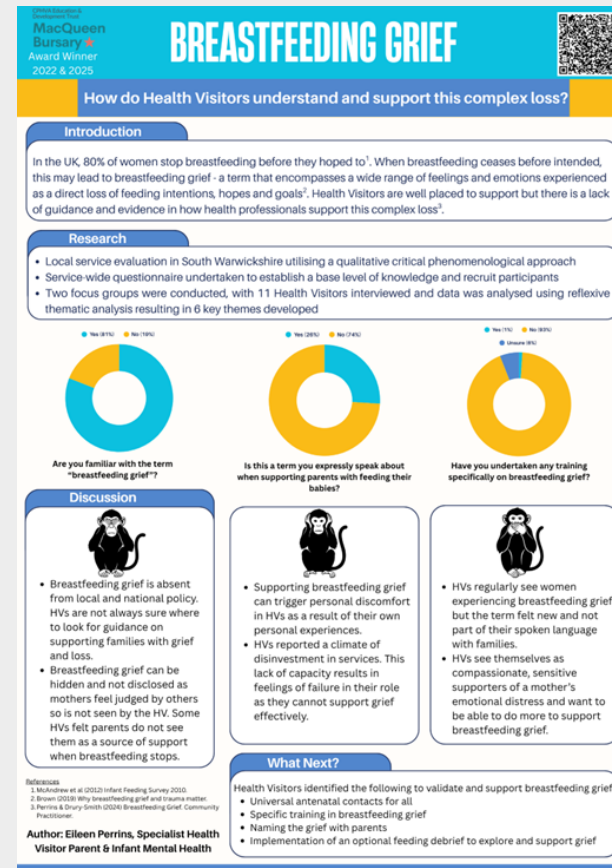 CPHVA Education &
Development Trust
MacQueen
Bursary
Award Winner
2022 & 2025
BREASTFEEDING GRIEF
How do Health Visitors understand and support this complex loss?
Introduction
In the UK, 80% of women stop breastfeeding before they hoped to1. When breastfeeding ceases before intended,
this may lead to breastfeeding grief - a term that encompasses a wide range of feelings and emotions experienced
as a direct loss of feeding intentions, hopes and goals2. Health Visitors are well placed to support but there is a lack
of guidance and evidence in how health professionals support this complex loss3.
Research
• Local service evaluation in South Warwickshire utilising a qualitative critical phenomenological approach
• Service-wide questionnaire undertaken to establish a base level of knowledge and recruit participants
• Two focus groups were conducted, with 11 Health Visitors interviewed and data was analysed using reflexive
thematic analysis resulting in 6 key themes developed
Yes (81%) No (19%)
Are you familiar with the term
"breastfeeding grief"?
Yes (26%) No (74%)
Is this a term you expressly speak about
when supporting parents with feeding their
babies?
Yes (1%) No (93%)
Unsure (6%)
Have you undertaken any training
specifically on breastfeeding grief?
Discussion
• Breastfeeding grief is absent
from local and national policy.
HVs are not always sure where
to look for guidance on
supporting families with grief
and loss.
• Breastfeeding grief can be
hidden and not disclosed as
mothers feel judged by others
so is not seen by the HV. Some
HVs felt parents do not see
them as a source of support
when breastfeeding stops.
• Supporting breastfeeding grief
can trigger personal discomfort
in HVs as a result of their own
personal experiences.
• HVs reported a climate of
disinvestment in services. This
lack of capacity results in
feelings of failure in their role
as they cannot support grief
effectively.
• HVs regularly see women
experiencing breastfeeding grief
but the term felt new and not
part of their spoken language
with families.
• HVs see themselves as
compassionate, sensitive
supporters of a mother's
emotional distress and want to
be able to do more to support
breastfeeding grief.
References
1. McAndrew et al (2012) Infant Feeding Survey 2010.
2. Brown (2019) Why breastfeeding grief and trauma matter.
3. Perrins & Drury-Smith (2024) Breastfeeding Grief. Community
Practitioner.
Author: Eileen Perrins, Specialist Health
Visitor Parent & Infant Mental Health
What Next?
Health Visitors identified the following to validate and support breastfeeding grief
• Universal antenatal contacts for all
• Specific training in breastfeeding grief
• Naming the grief with parents
• Implementation of an optional feeding debrief to explore and support grief